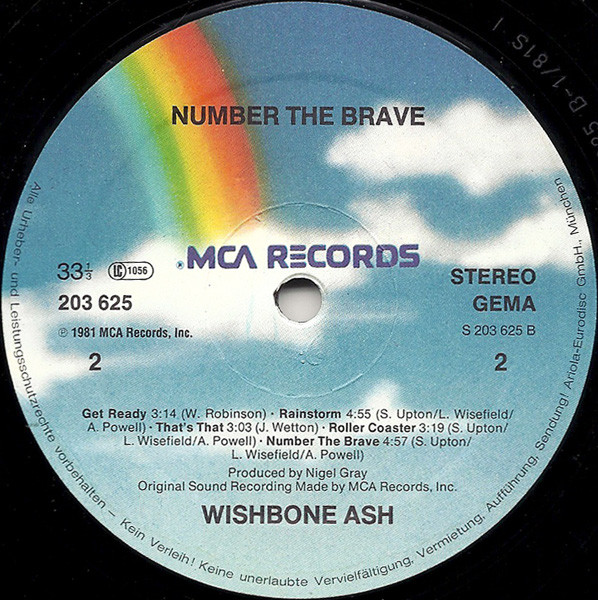 NUMBER THE BRAVE
® MCA RECORDS
33⅓ LC 1056
203 625
℗ 1981 MCA Records, Inc.
2
STEREO
GEMA
S 203 625 B
2
Get Ready 3:14 (W. Robinson) · Rainstorm 4:55 (S. Upton/L. Wisefield/
A. Powell) · That's That 3:03 (J. Wetton) · Roller Coaster 3:19 (S. Upton/
L. Wisefield/A. Powell) · Number The Brave 4:57 (S. Upton/
L. Wisefield/A. Powell)
Produced by Nigel Gray
Original Sound Recording Made by MCA Records, Inc.
WISHBONE ASH
Alle Urheber- und Leistungsschutzrechte vorbehalten – Kein Verleih! Keine unerlaubte Vervielfältigung, Vermietung, Aufführung, Sendung! Ariola-Eurodisc GmbH., München
B-1/81S I